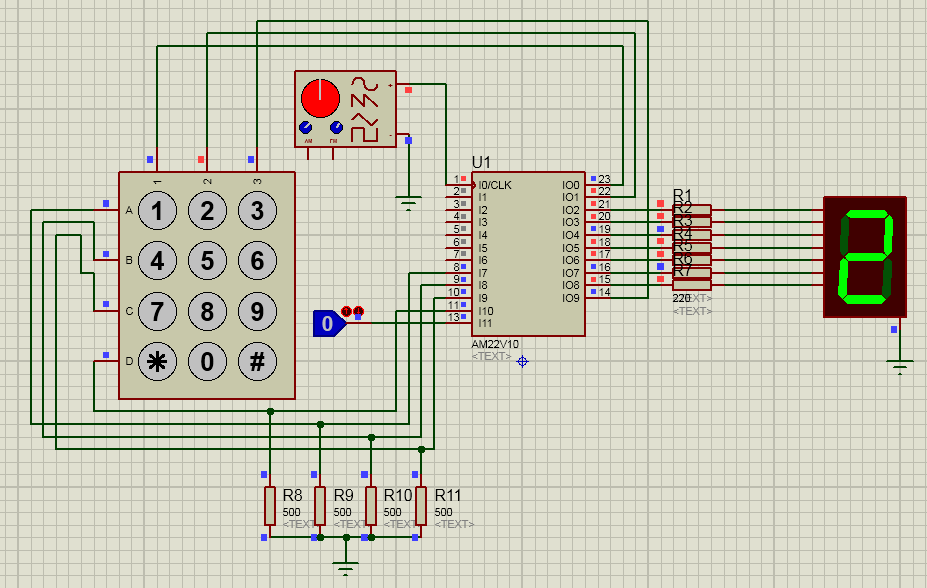 AM
FM
+
-
1
2
3
A
B
C
D
1 2 3
4 5 6
7 8 9
* 0 #
0
U1
1
2
3
4
5
6
7
8
9
10
11
13
I0/CLK
I1
I2
I3
I4
I5
I6
I7
I8
I9
I10
I11
IO0
IO1
IO2
IO3
IO4
IO5
IO6
IO7
IO8
IO9
23
22
21
20
19
18
17
16
15
14
AM22V10
<TEXT>
R1
R2
R3
R4
R5
R6
R7
220
<TEXT>
2
R8
500
<TEXT>
R9
500
<TEXT>
R10
500
<TEXT>
R11
500
<TEXT>